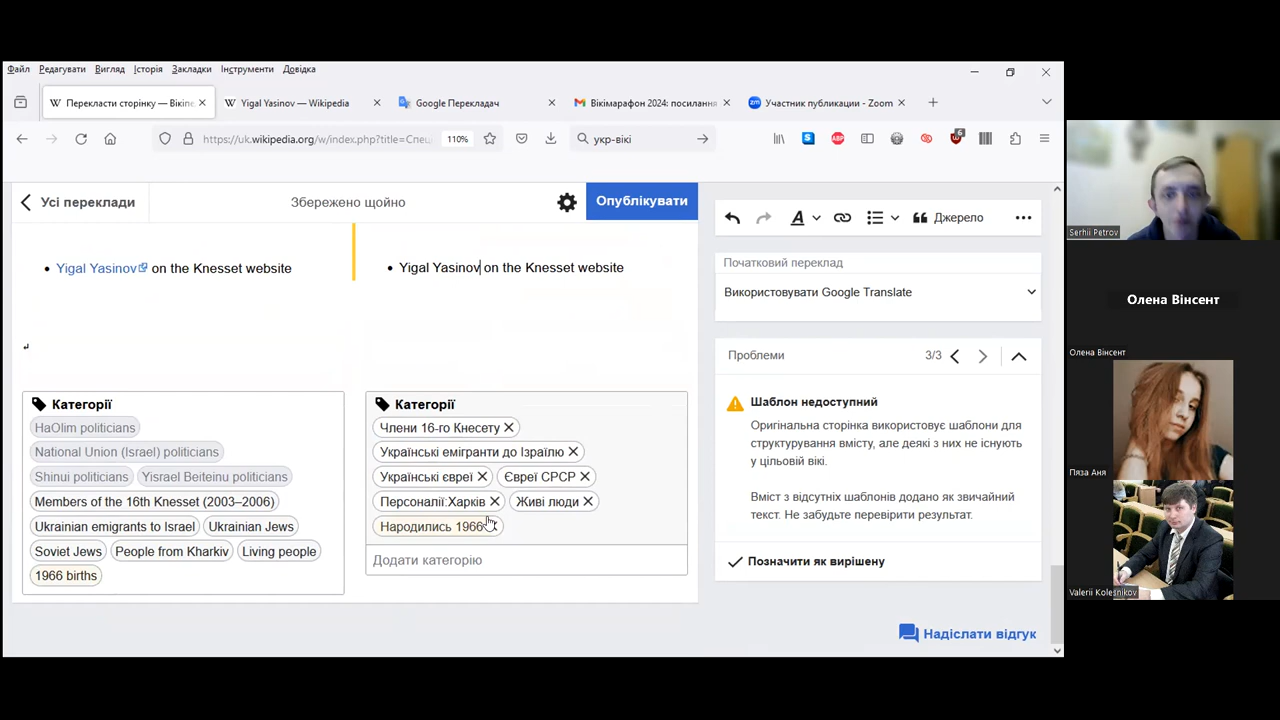 Файл Редагувати Вигляд Історія Закладки Інструменти Довідка
Перекласти сторінку — Вікіпе
Yigal Yasinov — Wikipedia
Google Перекладач
Вікімарафон 2024: посилання
Участник публикации - Zoom
https://uk.wikipedia.org/w/index.php?title=Спец
110%
укр-вікі
6
Усі переклади
Збережено щойно
Опублікувати
Джерело
Yigal Yasinov on the Knesset website
Yigal Yasinov on the Knesset website
Початковий переклад
Використовувати Google Translate
Проблеми
3/3
Шаблон недоступний
Оригінальна сторінка використовує шаблони для
структурування вмісту, але деякі з них не існують
у цільовій вікі.
Вміст з відсутніх шаблонів додано як звичайний
текст. Не забудьте перевірити результат.
Позначити як вирішену
Категорії
HaOlim politicians
National Union (Israel) politicians
Shinui politicians Yisrael Beiteinu politicians
Members of the 16th Knesset (2003–2006)
Ukrainian emigrants to Israel Ukrainian Jews
Soviet Jews People from Kharkiv Living people
1966 births
Категорії
Члени 16-го Кнесету
Українські емігранти до Ізраїлю
Українські євреї Євреї СРСР
Персоналії:Харків Живі люди
Народились 1966
Додати категорію
Надіслати відгук
Serhii Petrov
Олена Вінсент
Олена Вінсент
Пяза Аня
Valerii Kolesnikov